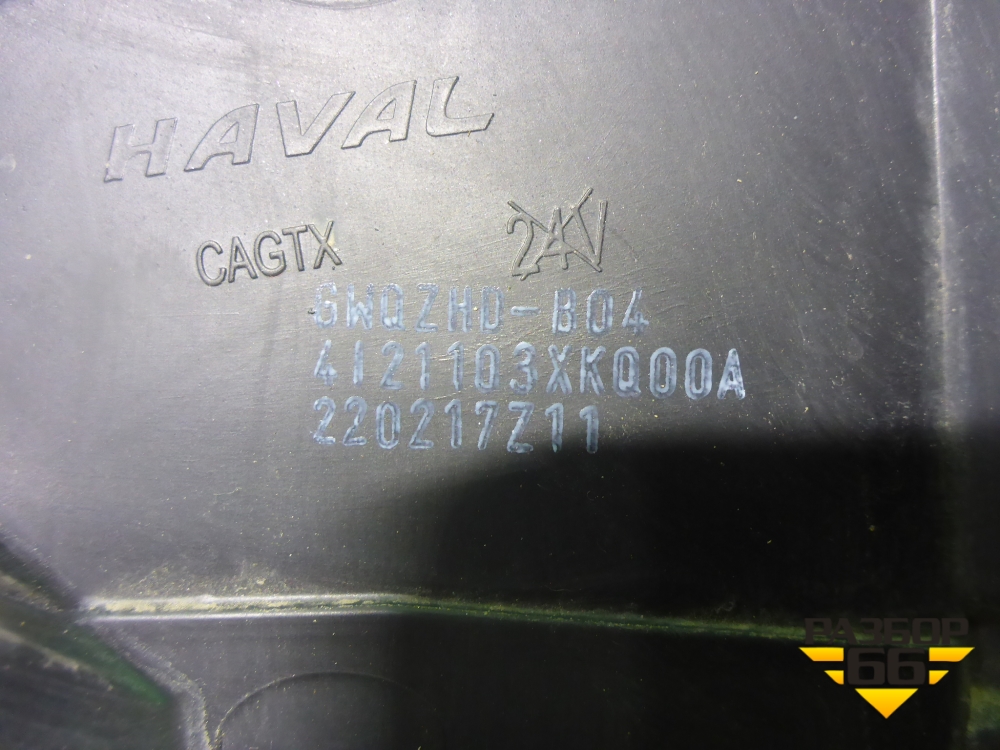 HAVAL
CAGTX 24V
GWQZHD-B04
4121103XKQ00A
220217Z11
РАЗБОР
66